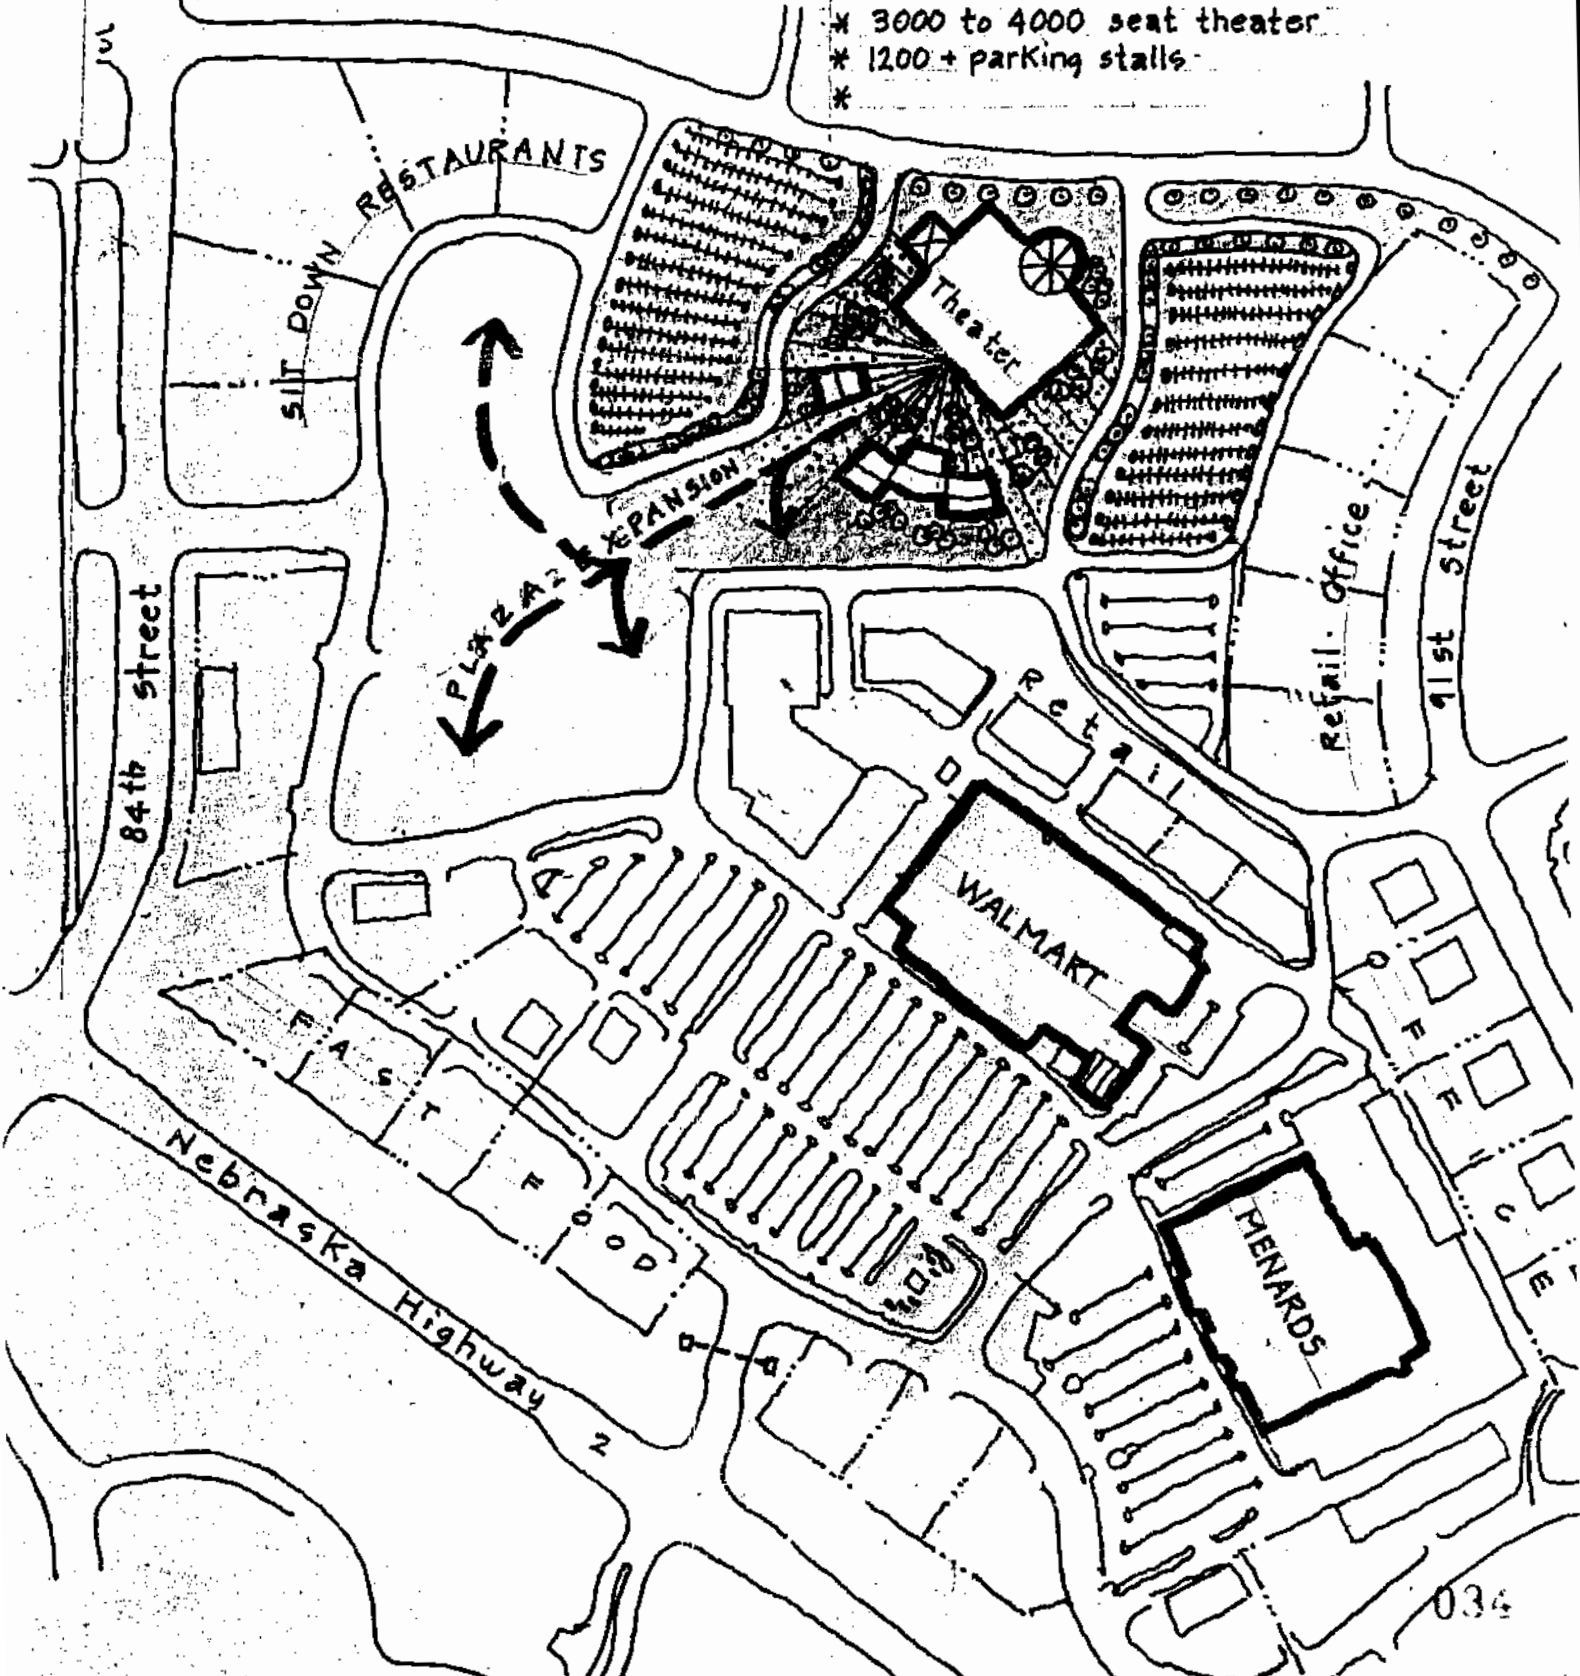 * 3000 to 4000 seat theater
* 1200 + parking stalls
*
SIT DOWN RESTAURANTS
Theater
PLAZA EXPANSION
84th Street
Retail
Retail. Office
91st Street
WALMART
FAST FOOD
Nebraska Highway 2
MENARDS
034